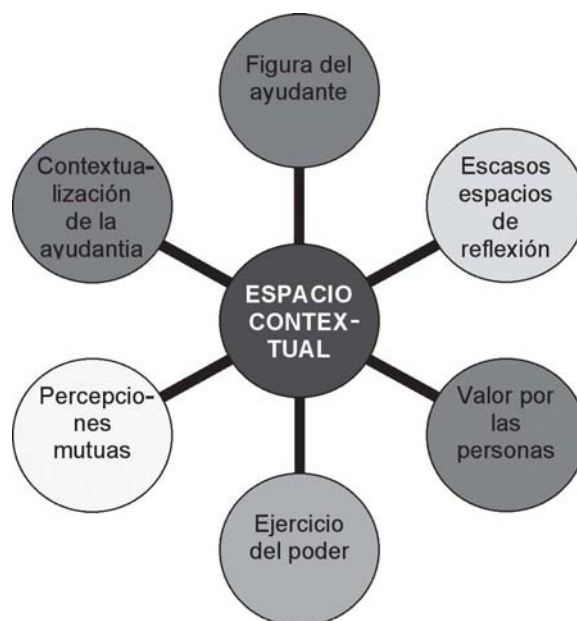 Figura del
ayudante
Contextua-
lización
de la
ayudantia
Escasos
espacios
de
reflexión
ESPACIO
CONTEX-
TUAL
Percepcio-
nes
mutuas
Valor por
las
personas
Ejercicio
del poder